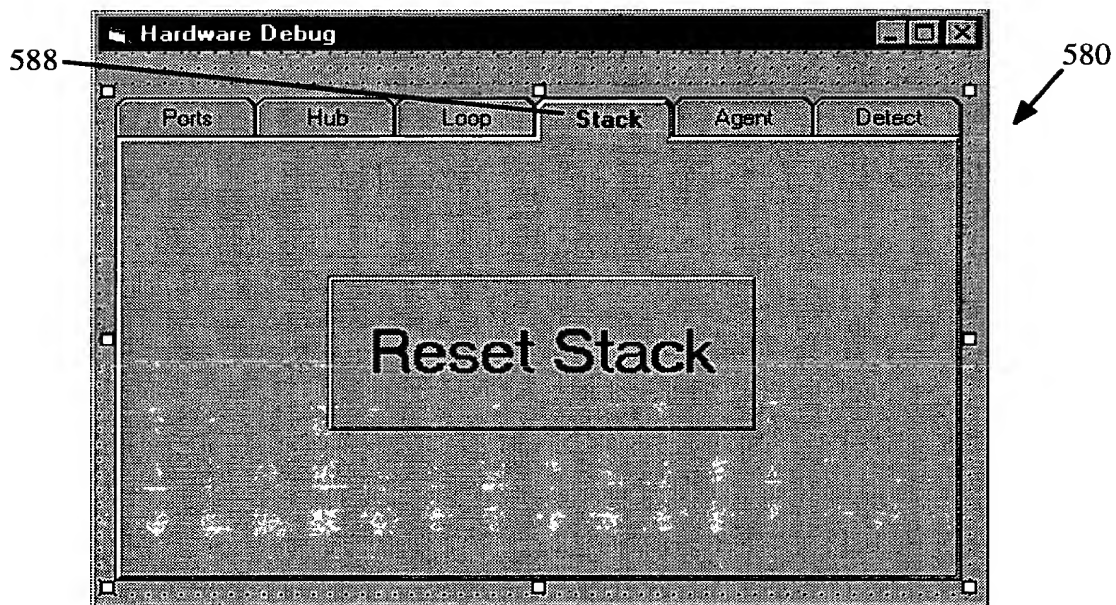 Hardware Debug
588
580
Ports Hub Loop Stack Agent Detect
Reset Stack